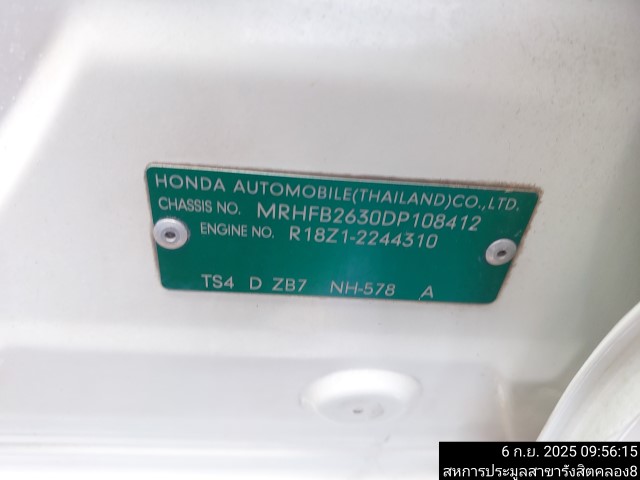 HONDA AUTOMOBILE(THAILAND)CO.,LTD.
CHASSIS NO. MRHFB2630DP108412
ENGINE NO. R18Z1-2244310
TS4 D ZB7 NH-578 A
6 ก.ย. 2025 09:56:15
สหการประมูลสาขารังสิตคลอง8